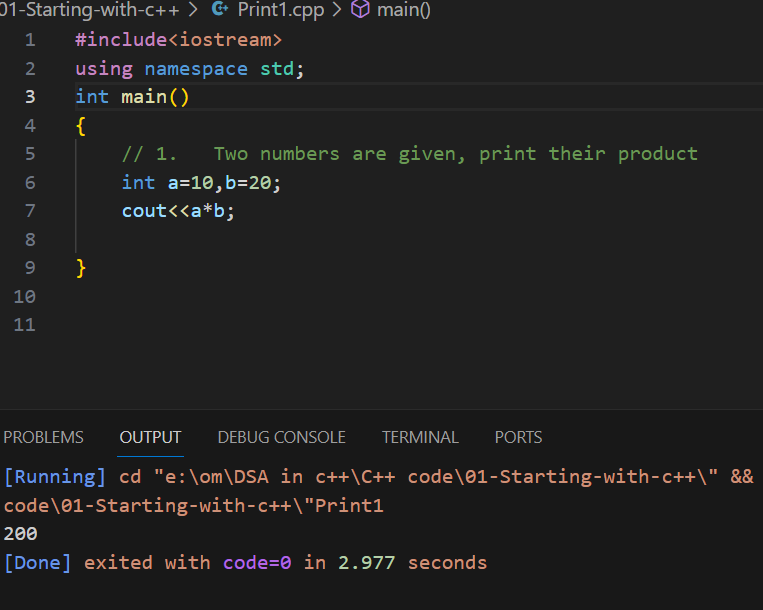 01-Starting-with-c++ > Print1.cpp > main()
1 #include<iostream>
2 using namespace std;
3 int main()
4 {
5     // 1.   Two numbers are given, print their product
6     int a=10,b=20;
7     cout<<a*b;
8
9 }
10
11
PROBLEMS OUTPUT DEBUG CONSOLE TERMINAL PORTS
[Running] cd "e:\om\DSA in c++\C++ code\01-Starting-with-c++\" &&
code\01-Starting-with-c++\"Print1
200
[Done] exited with code=0 in 2.977 seconds